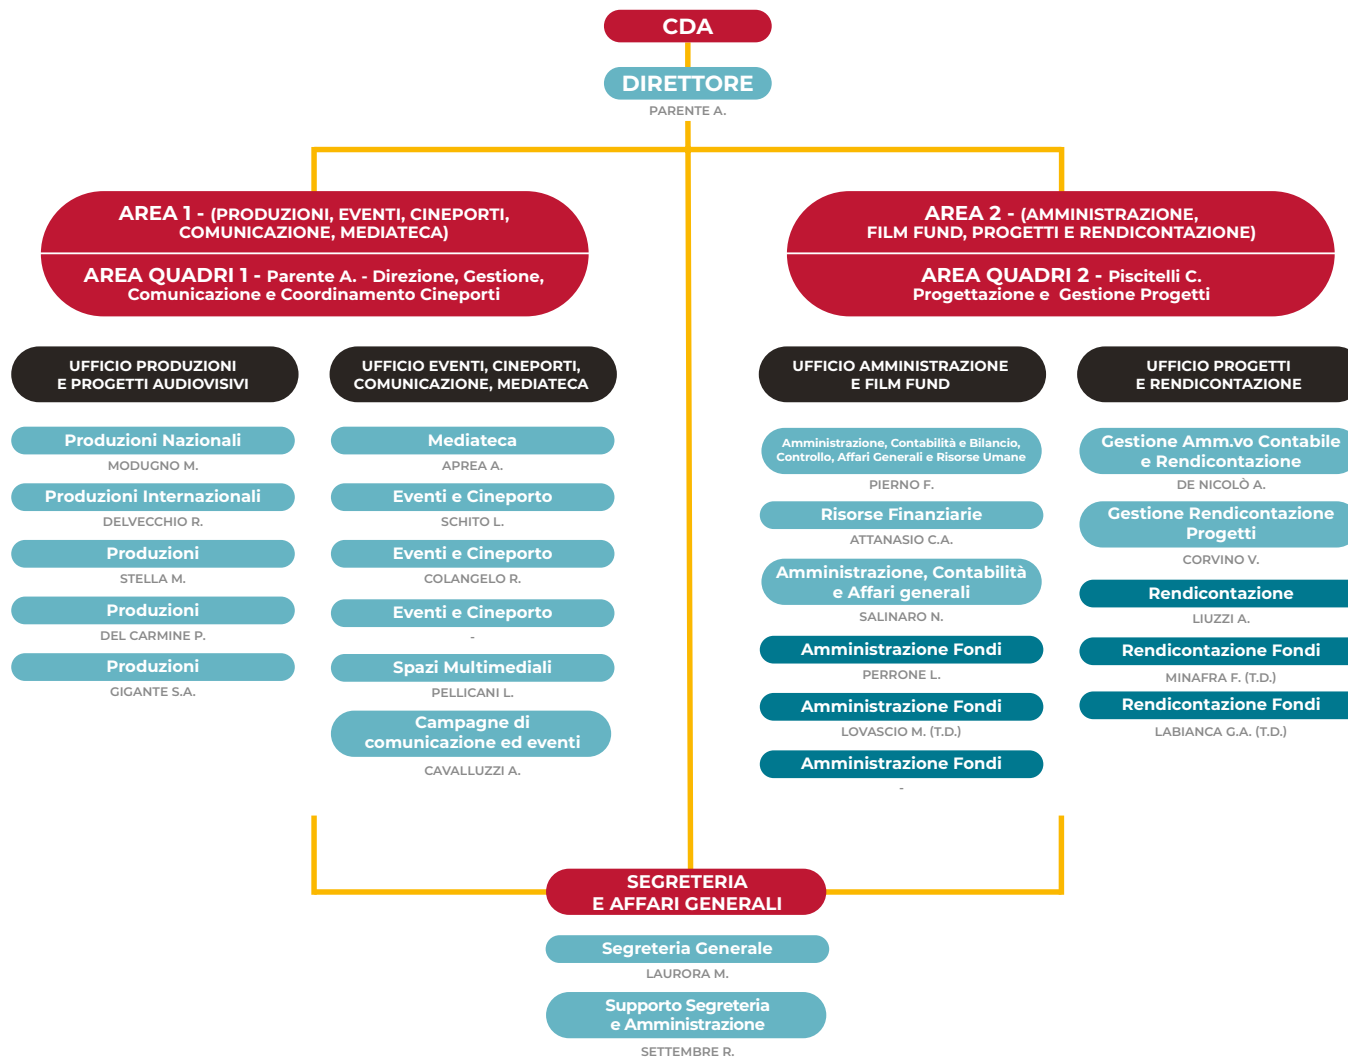 CDA
DIRETTORE
PARENTE A.
AREA 1 - (PRODUZIONI, EVENTI, CINEPORTI,
COMUNICAZIONE, MEDIATECA)
AREA QUADRI 1 - Parente A. - Direzione, Gestione,
Comunicazione e Coordinamento Cineporti
AREA 2 - (AMMINISTRAZIONE,
FILM FUND, PROGETTI E RENDICONTAZIONE)
AREA QUADRI 2 - Piscitelli C.
Progettazione e Gestione Progetti
UFFICIO PRODUZIONI
E PROGETTI AUDIOVISIVI
Produzioni Nazionali
MODUGNO M.
Produzioni Internazionali
DELVECCHIO R.
Produzioni
STELLA M.
Produzioni
DEL CARMINE P.
Produzioni
GIGANTE S.A.
UFFICIO EVENTI, CINEPORTI,
COMUNICAZIONE, MEDIATECA
Mediateca
APREA A.
Eventi e Cineporto
SCHITO L.
Eventi e Cineporto
COLANGELO R.
Eventi e Cineporto
-
Spazi Multimediali
PELLICANI L.
Campagne di
comunicazione ed eventi
CAVALLUZZI A.
UFFICIO AMMINISTRAZIONE
E FILM FUND
Amministrazione, Contabilità e Bilancio,
Controllo, Affari Generali e Risorse Umane
PIERNO F.
Risorse Finanziarie
ATTANASIO C.A.
Amministrazione, Contabilità
e Affari generali
SALINARO N.
Amministrazione Fondi
PERRONE L.
Amministrazione Fondi
LOVASCIO M. (T.D.)
Amministrazione Fondi
-
UFFICIO PROGETTI
E RENDICONTAZIONE
Gestione Amm.vo Contabile
e Rendicontazione
DE NICOLÒ A.
Gestione Rendicontazione
Progetti
CORVINO V.
Rendicontazione
LIUZZI A.
Rendicontazione Fondi
MINAFRA F. (T.D.)
Rendicontazione Fondi
LABIANCA G.A. (T.D.)
SEGRETERIA
E AFFARI GENERALI
Segreteria Generale
LAURORA M.
Supporto Segreteria
e Amministrazione
SETTEMBRE R.